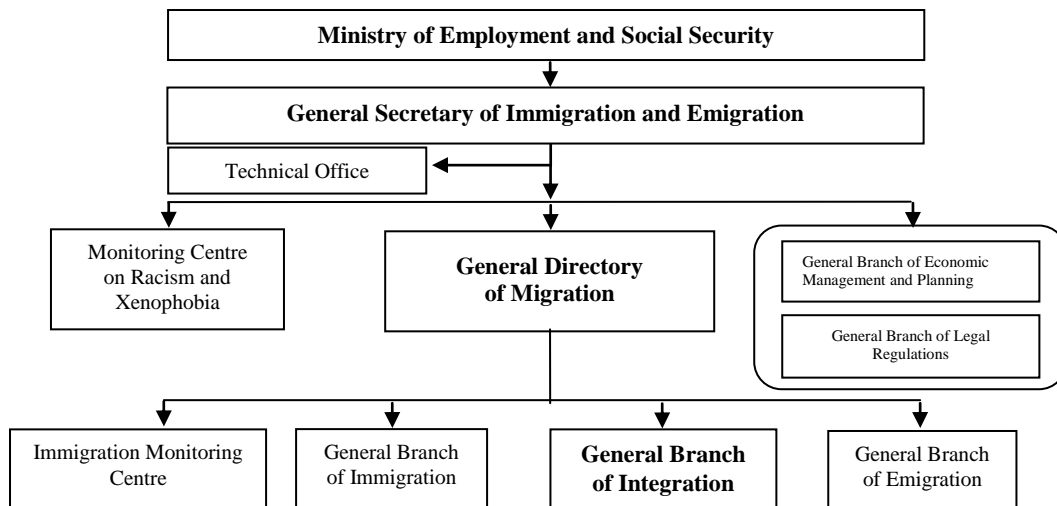 Ministry of Employment and Social Security
General Secretary of Immigration and Emigration
Technical Office
Monitoring Centre
on Racism and
Xenophobia
General Directory
of Migration
General Branch of Economic
Management and Planning
General Branch of Legal
Regulations
Immigration Monitoring
Centre
General Branch
of Immigration
General Branch
of Integration
General Branch
of Emigration